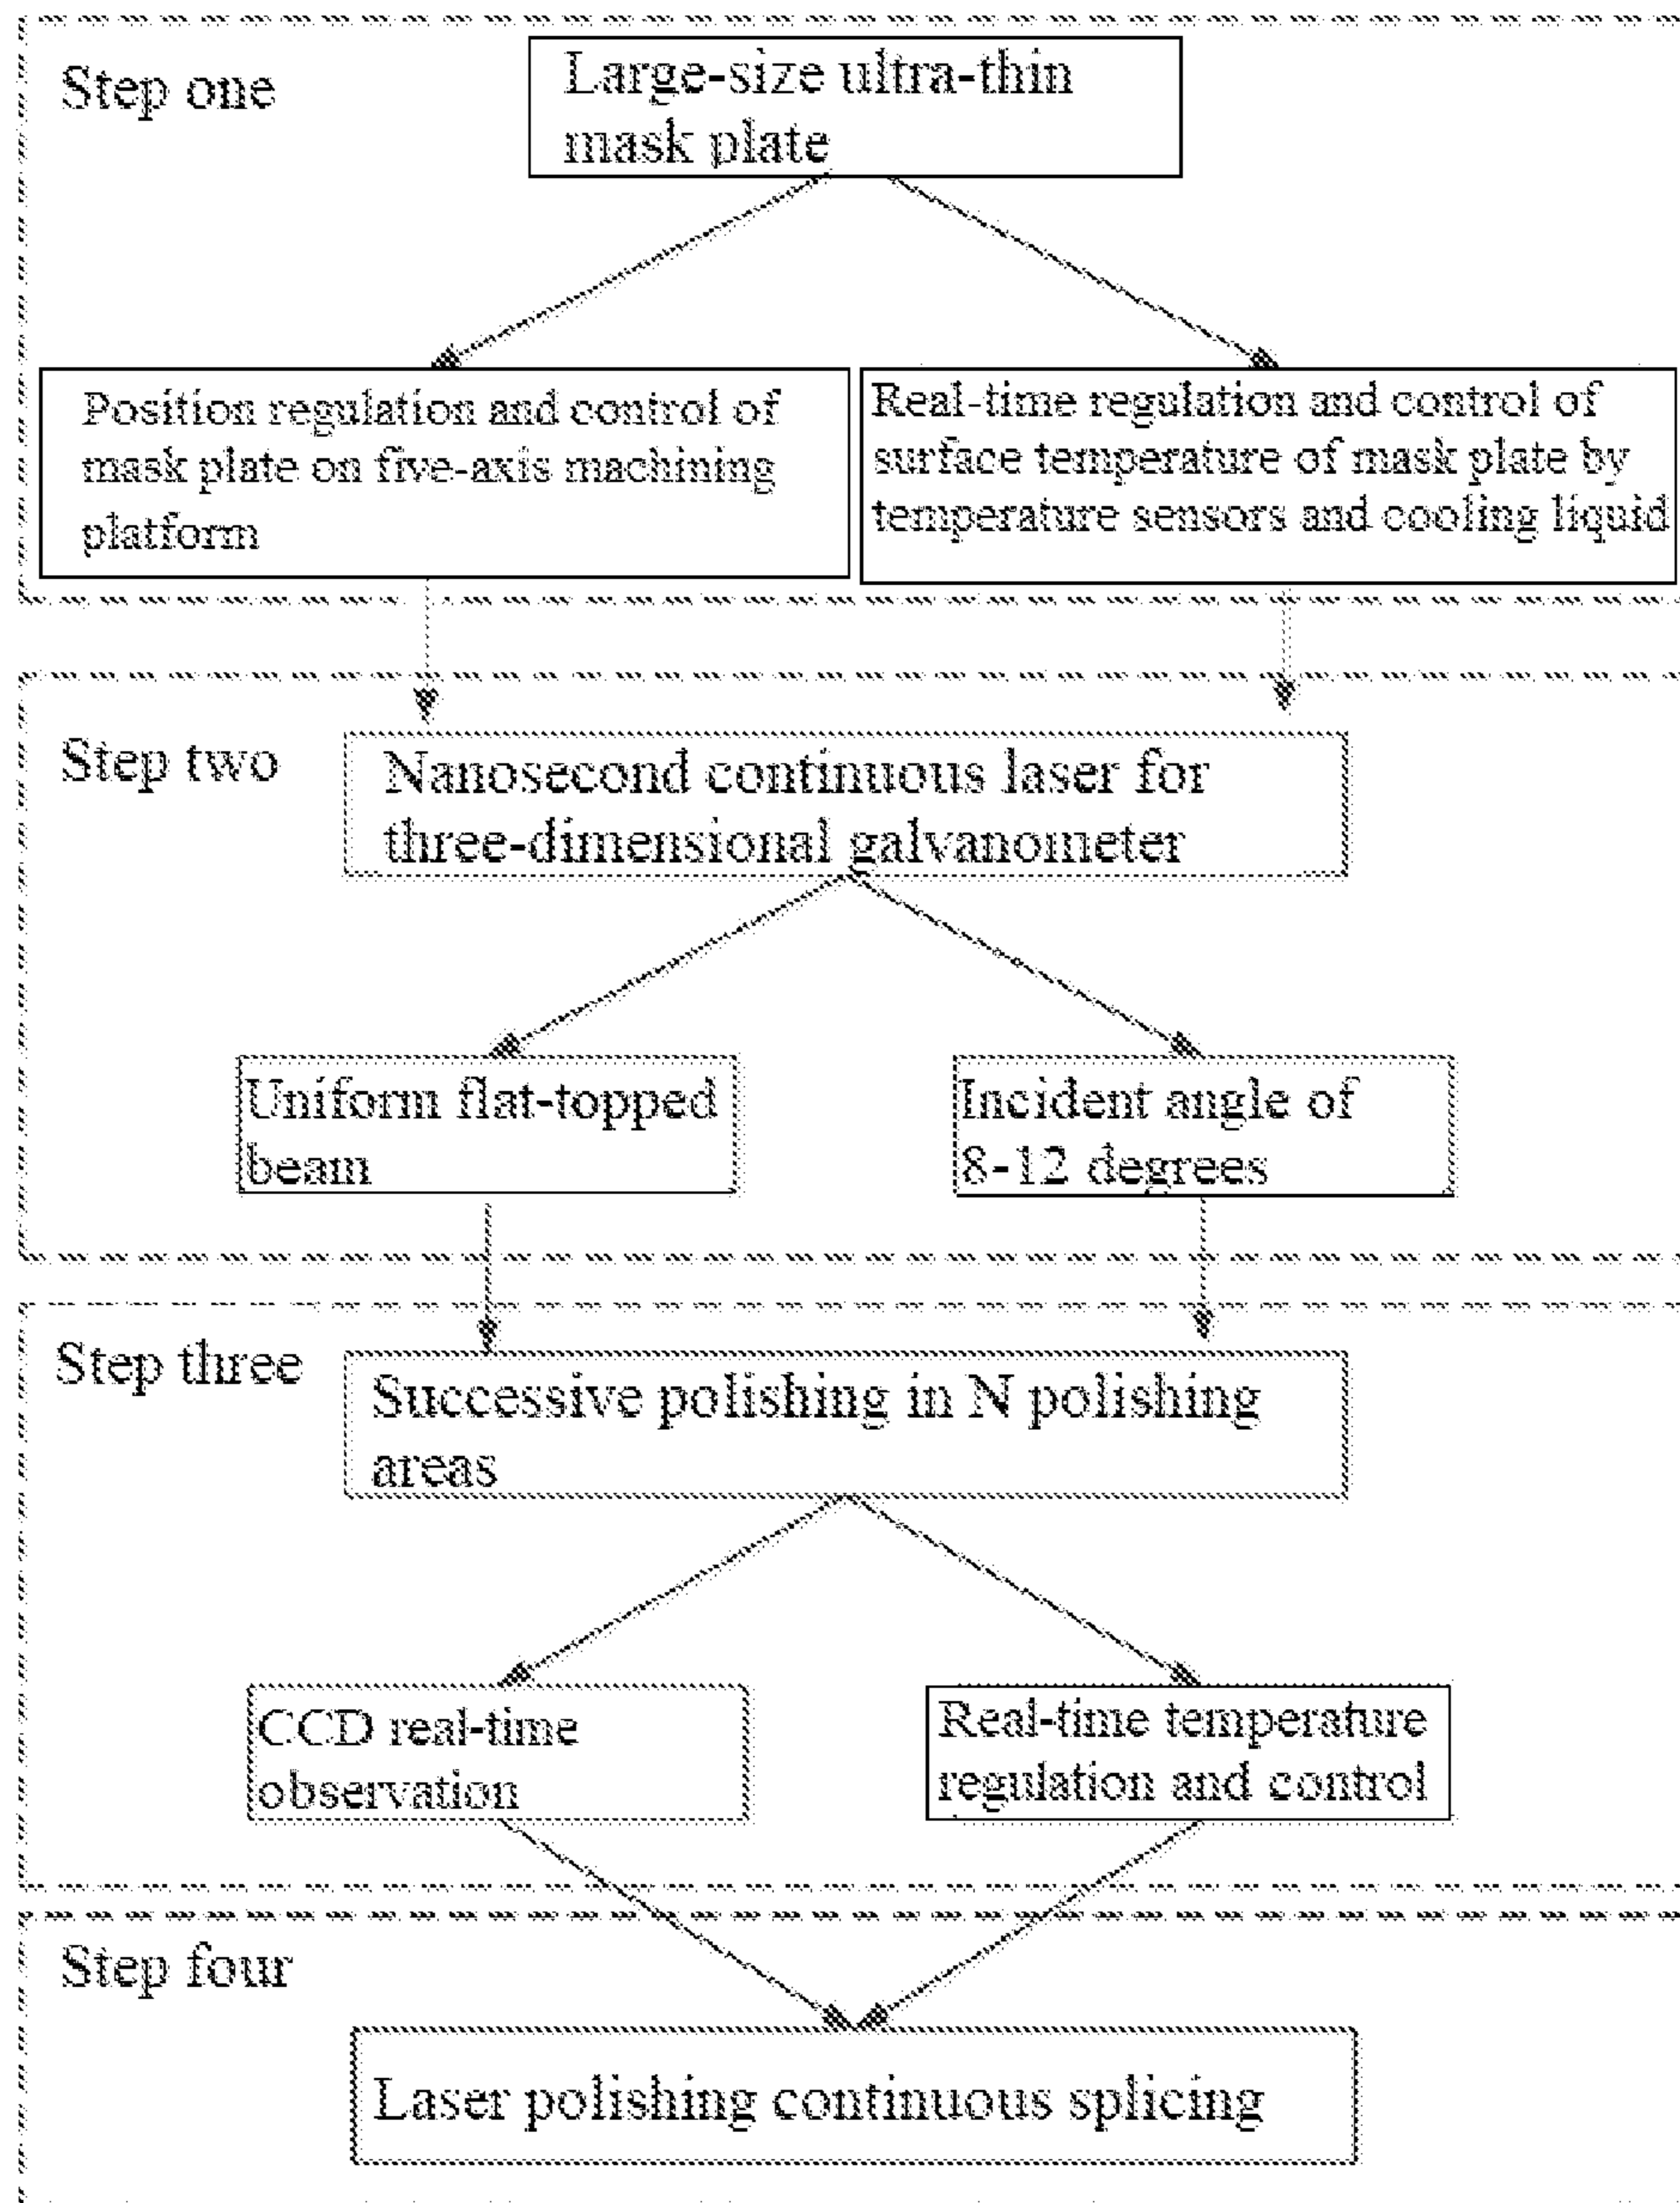 Step one
Large-size ultra-thin
mask plate
Position regulation and control of
mask plate on five-axis machining
platform
Real-time regulation and control of
surface temperature of mask plate by
temperature sensors and cooling liquid
Step two
Nanosecond continuous laser for
three-dimensional galvanometer
Uniform flat-topped
beam
Incident angle of
8-12 degrees
Step three
Successive polishing in N polishing
areas
CCD real-time
observation
Real-time temperature
regulation and control
Step four
Laser polishing continuous splicing